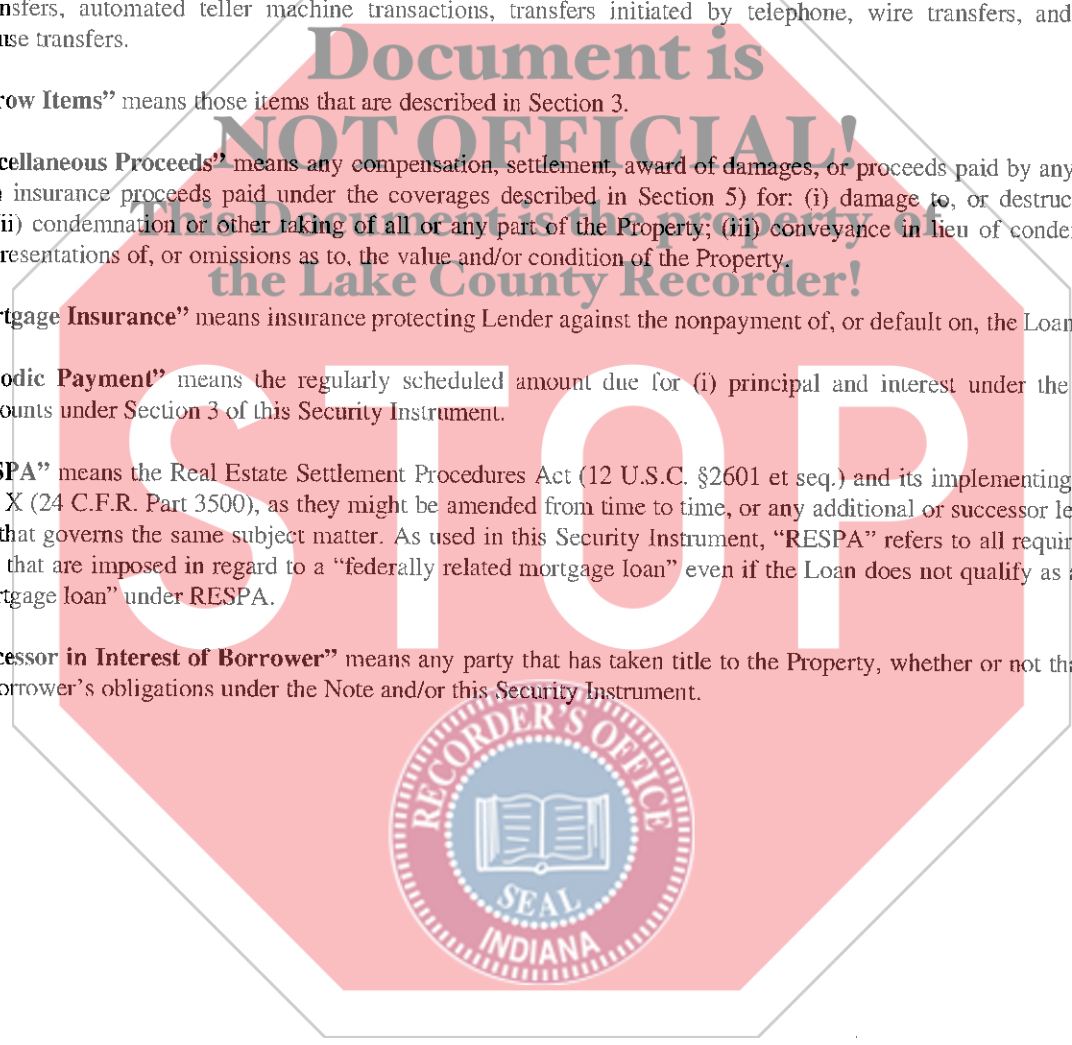 nsfers, automated teller machine transactions, transfers initiated by telephone, wire transfers, and
use transfers.
Document is
row Items” means those items that are described in Section 3.
NOT OFFICIAL!
cellaneous Proceeds” means any compensation, settlement, award of damages, or proceeds paid by any
insurance proceeds paid under the coverages described in Section 5) for: (i) damage to, or destruc
This Document is the property of
ii) condemnation or other taking of all or any part of the Property; (iii) conveyance in lieu of conde
resentations of, or omissions as to, the value and/or condition of the Property.
the Lake County Recorder!
tgage Insurance” means insurance protecting Lender against the nonpayment of, or default on, the Loan
odic Payment” means the regularly scheduled amount due for (i) principal and interest under the
ounts under Section 3 of this Security Instrument.
STOP
SPA” means the Real Estate Settlement Procedures Act (12 U.S.C. §2601 et seq.) and its implementing
X (24 C.F.R. Part 3500), as they might be amended from time to time, or any additional or successor le
that governs the same subject matter. As used in this Security Instrument, “RESPA” refers to all requir
that are imposed in regard to a “federally related mortgage loan” even if the Loan does not qualify as a
tgage loan” under RESPA.
cessor in Interest of Borrower” means any party that has taken title to the Property, whether or not tha
orrower’s obligations under the Note and/or this Security Instrument.
RECORDER'S OFFICE
SEAL
INDIANA